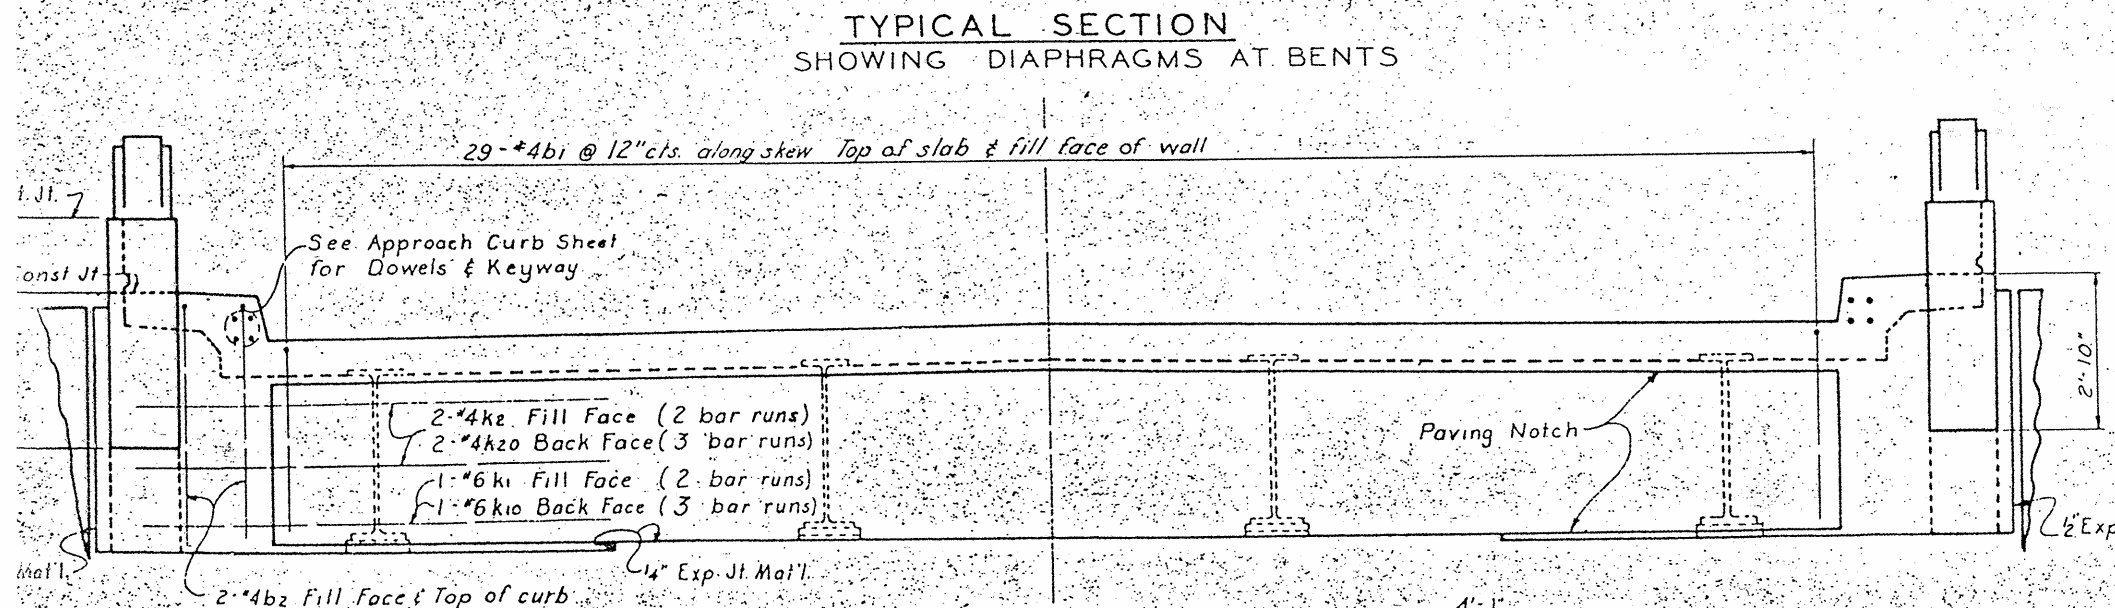 TYPICAL SECTION
SHOWING DIAPHRAGMS AT BENTS
29-#4b1 @ 12"cts. along skew Top of slab & fill face of wall
t. Jt.
See Approach Curb Sheet
for Dowels & Keyway
onst Jt
2'-10"
2-#4k2 Fill Face (2 bar runs)
2-#4k20 Back Face (3 bar runs)
Paving Notch
1-#6k1 Fill Face (2 bar runs)
1-#6k10 Back Face (3 bar runs)
1/2" Exp
Mat'l.
1/4" Exp. Jt. Mat'l.
2-#4b2 Fill Face & Top of curb
4'-1"